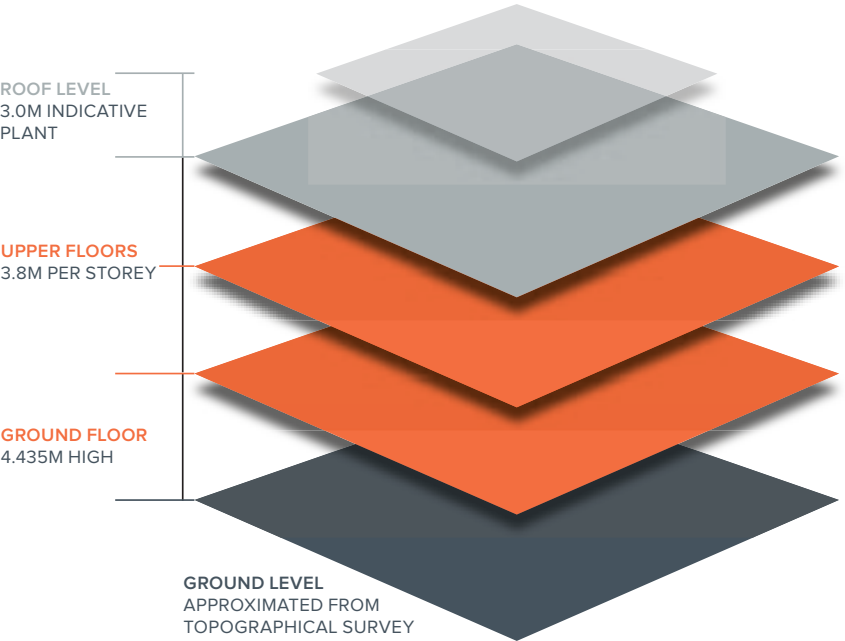 ROOF LEVEL
3.0M INDICATIVE
PLANT
UPPER FLOORS
3.8M PER STOREY
GROUND FLOOR
4.435M HIGH
GROUND LEVEL
APPROXIMATED FROM
TOPOGRAPHICAL SURVEY